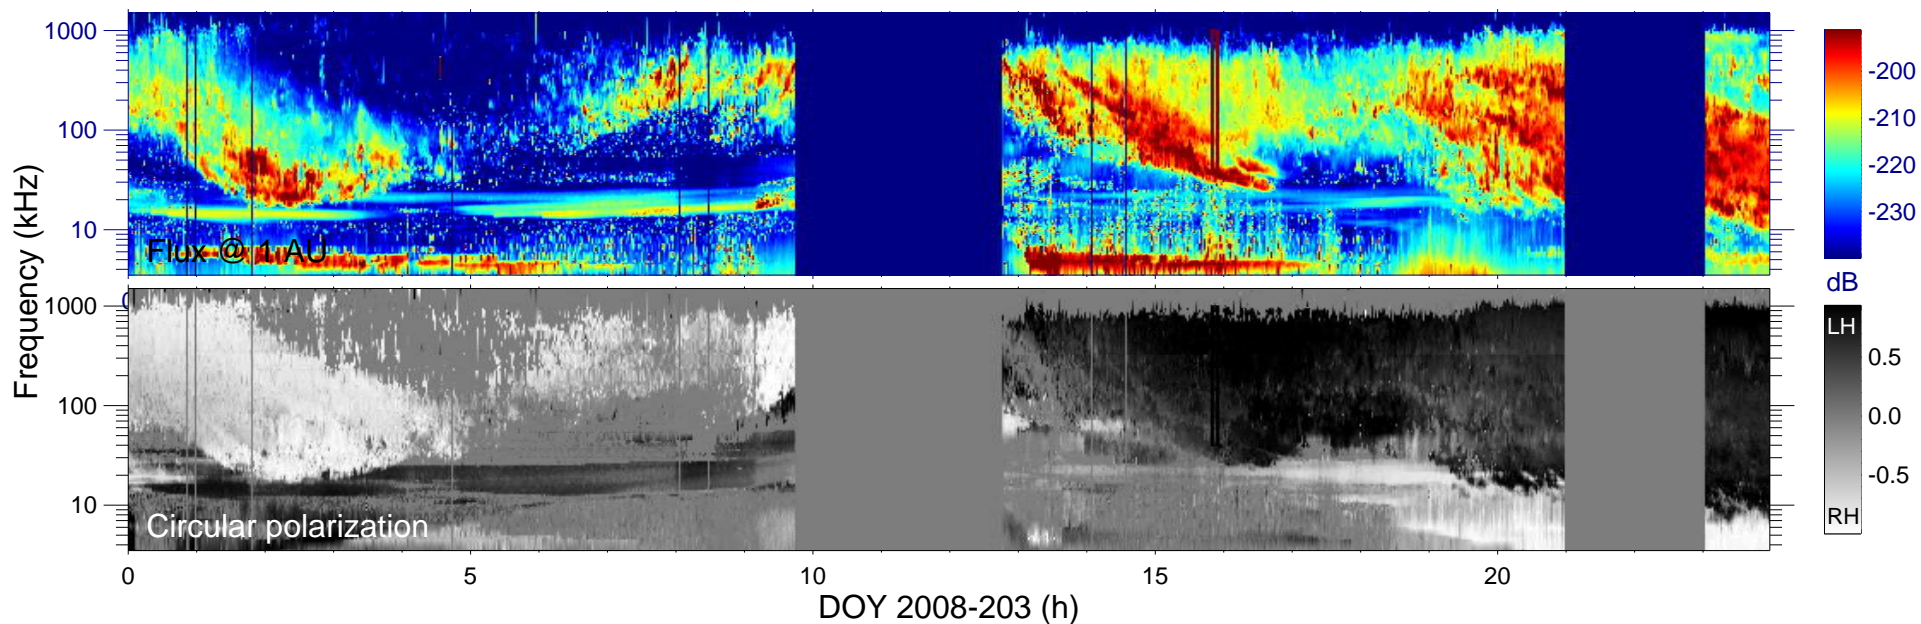 Frequency (kHz)
1000
100
10
Flux @ 1 AU
0
-200
-210
-220
-230
dB
1000
100
10
Circular polarization
LH
0.5
0.0
-0.5
RH
0
5
10
15
20
DOY 2008-203 (h)